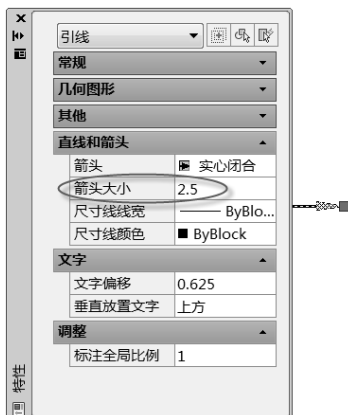 引线
常规
几何图形
其他
直线和箭头
箭头 实心闭合
箭头大小 2.5
尺寸线线宽 ByBlo...
尺寸线颜色 ByBlock
文字
文字偏移 0.625
垂直放置文字 上方
调整
标注全局比例 1
特性